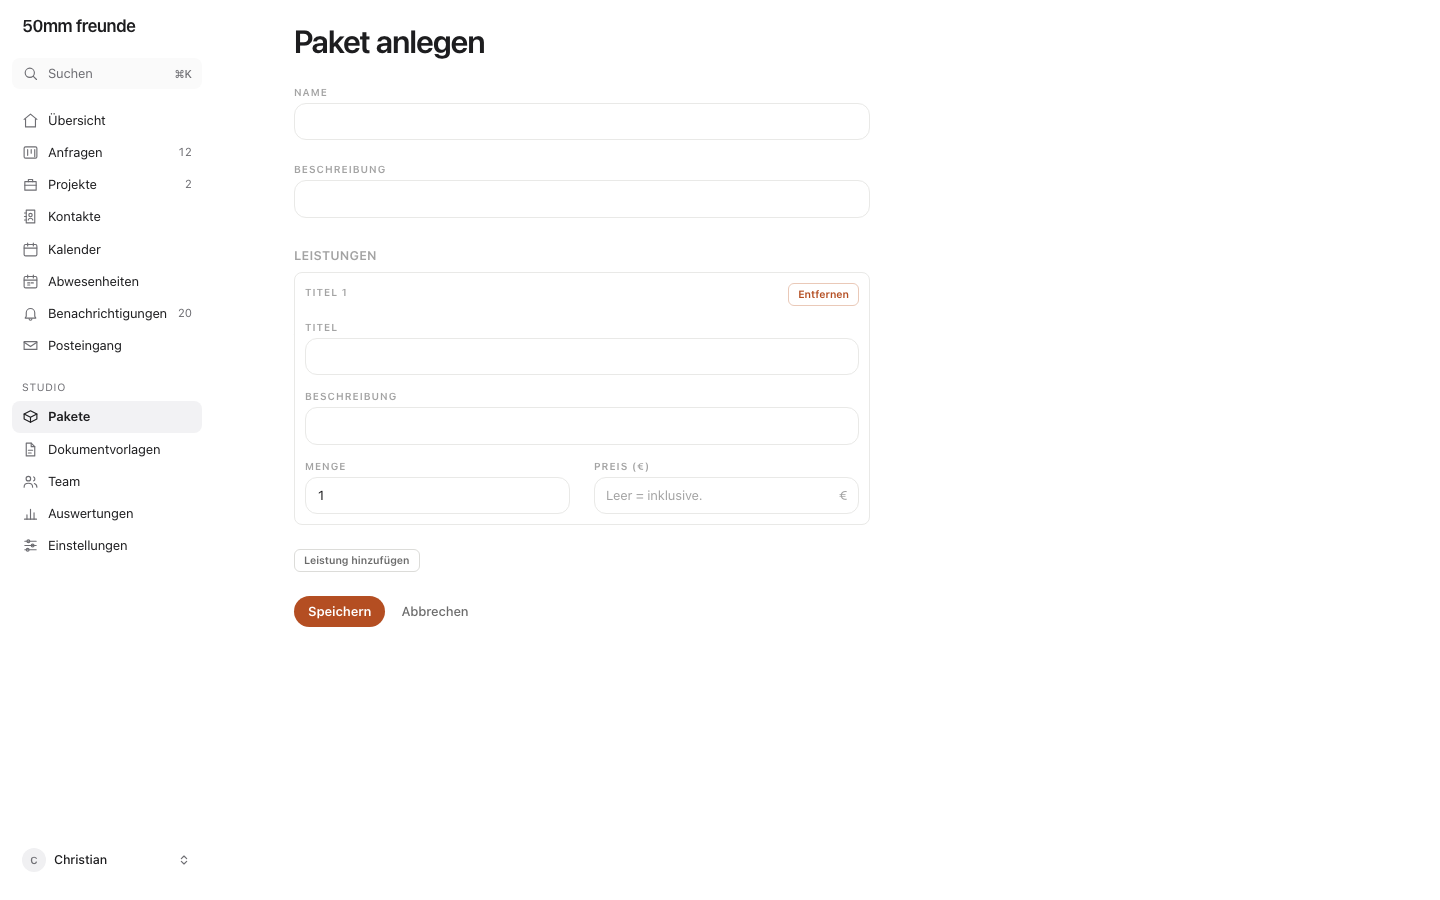 50mm freunde
Suchen ⌘K
Übersicht
Anfragen 12
Projekte 2
Kontakte
Kalender
Abwesenheiten
Benachrichtigungen 20
Posteingang
STUDIO
Pakete
Dokumentvorlagen
Team
Auswertungen
Einstellungen
C Christian
Paket anlegen
NAME
BESCHREIBUNG
LEISTUNGEN
TITEL 1 Entfernen
TITEL
BESCHREIBUNG
MENGE PREIS (€)
1 Leer = inklusive. €
Leistung hinzufügen
Speichern Abbrechen